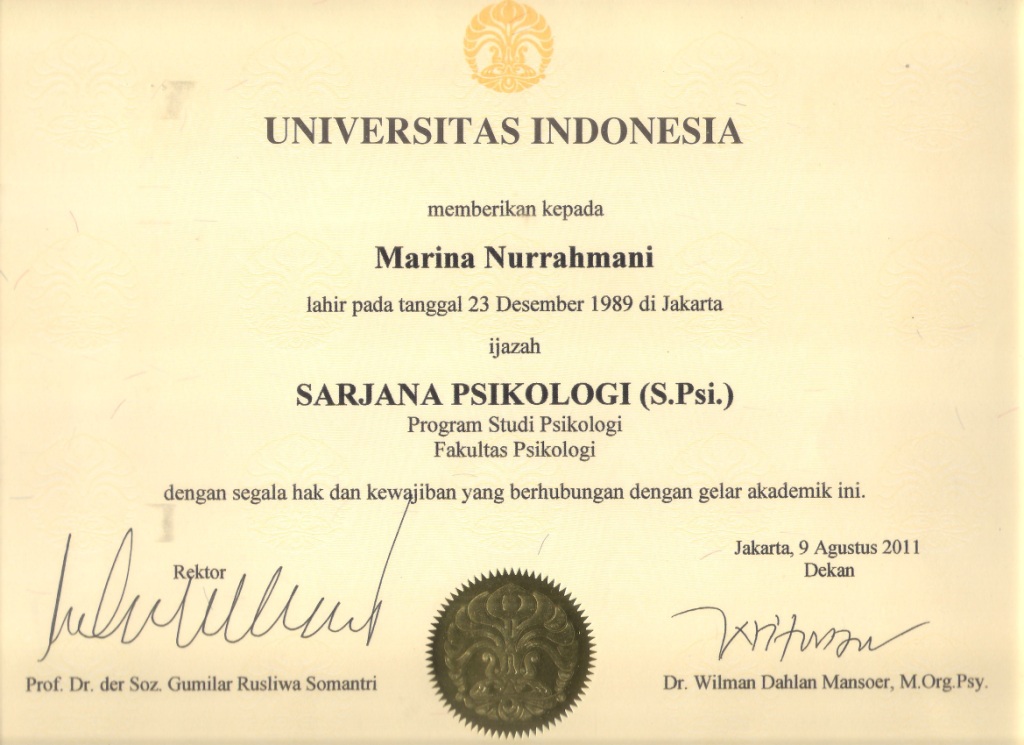 UNIVERSITAS INDONESIA
memberikan kepada
Marina Nurrahmani
lahir pada tanggal 23 Desember 1989 di Jakarta
ijazah
SARJANA PSIKOLOGI (S.Psi.)
Program Studi Psikologi
Fakultas Psikologi
dengan segala hak dan kewajiban yang berhubungan dengan gelar akademik ini.
Jakarta, 9 Agustus 2011
Rektor
Dekan
Prof. Dr. der Soz. Gumilar Rusliwa Somantri
Dr. Wilman Dahlan Mansoer, M.Org.Psy.